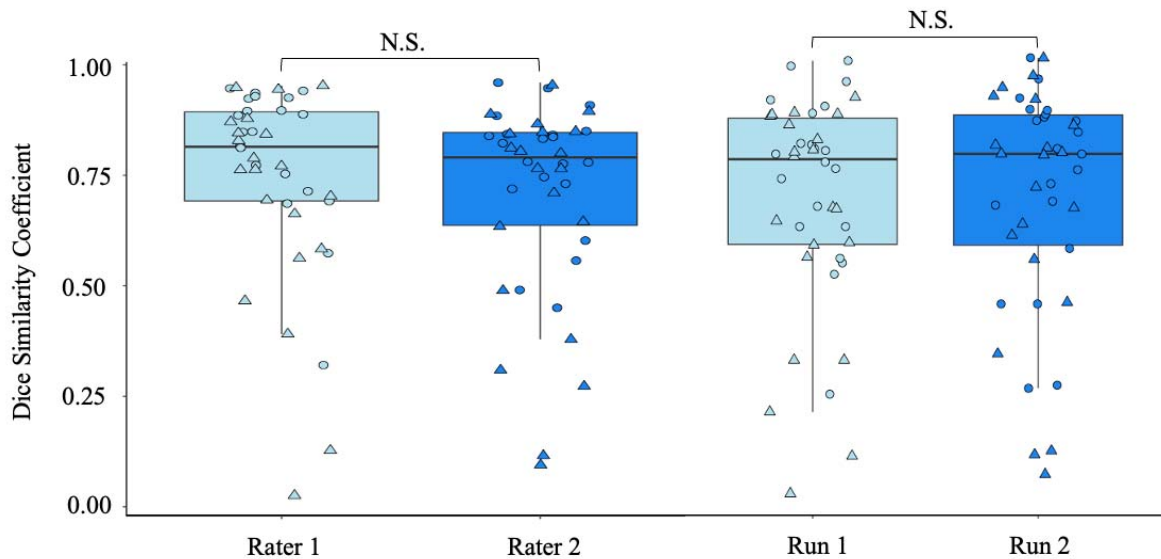 N.S.
N.S.
Dice Similarity Coefficient
1.00
0.75
0.50
0.25
0.00
Rater 1
Rater 2
Run 1
Run 2